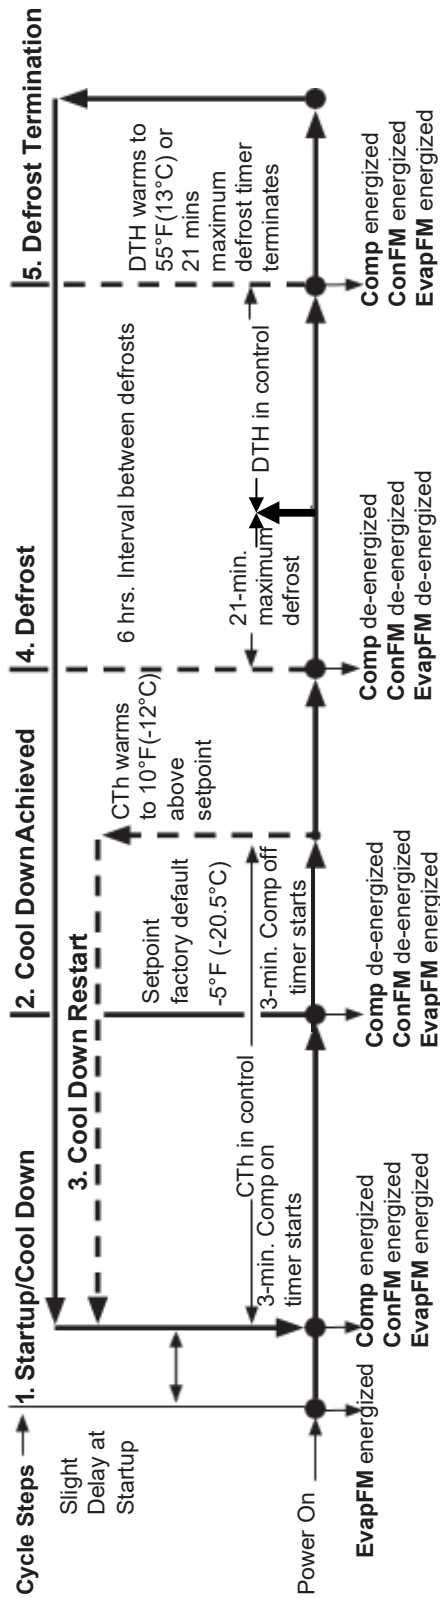 Cycle Steps
1. Startup/Cool Down
2. Cool Down Achieved
4. Defrost
5. Defrost Termination
Slight
Delay at
Startup
3. Cool Down Restart
Setpoint
factory default
-5°F (-20.5°C)
CTh warms
to 10°F(-12°C)
above
setpoint
6 hrs. Interval between defrosts
DTH warms to
55°F(13°C) or
21 mins
maximum
defrost timer
terminates
CTh in control
3-min. Comp on
timer starts
3-min. Comp off
timer starts
21-min.
maximum
defrost
DTH in control
Power On
EvapFM energized
Comp energized
ConFM energized
EvapFM energized
Comp de-energized
ConFM de-energized
EvapFM energized
Comp de-energized
ConFM de-energized
EvapFM de-energized
Comp energized
ConFM energized
EvapFM energized